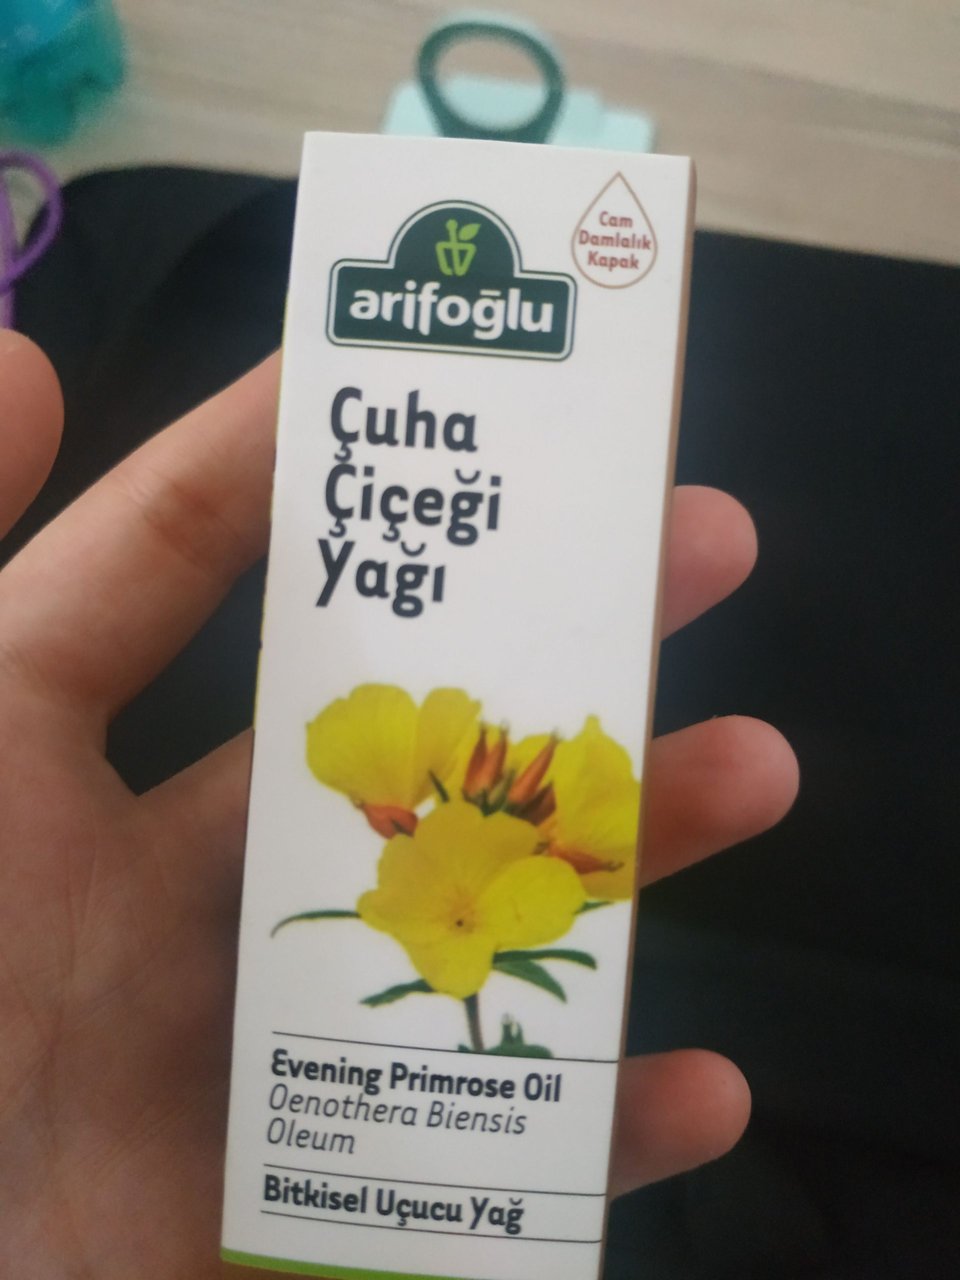 Cam
Damlalık
Kapak
arifoğlu
Çuha
Çiçeği
Yağı
Evening Primrose Oil
Oenothera Biensis
Oleum
Bitkisel Uçucu Yağ